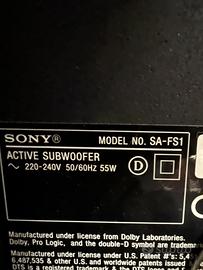 SONY® MODEL NO. SA-FS1
ACTIVE SUBWOOFER
~ 220-240V 50/60Hz 55W
D
Manufactured under license from Dolby Laboratories.
Dolby, Pro Logic, and the double-D symbol are tradem
Manufactured under license under U.S. Patent #'s: 5,4
6,487,535 & other U.S. and worldwide patents issued